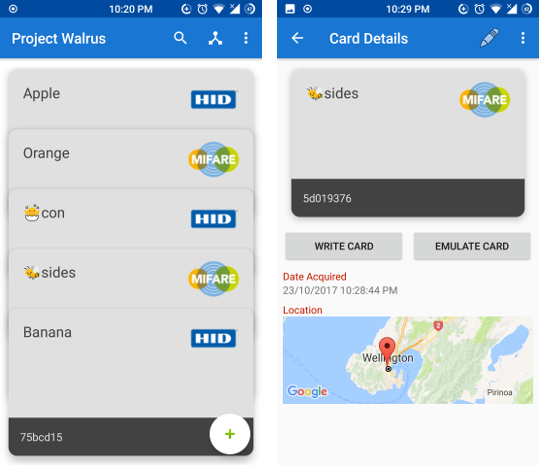 10:20 PM
Project Walrus
Apple
HID
Orange
MIFARE
🐣con
HID
🐝sides
MIFARE
Banana
HID
75bcd15
+
10:29 PM
Card Details
🐝sides
MIFARE
5d019376
WRITE CARD
EMULATE CARD
Date Acquired
23/10/2017 10:28:44 PM
Location
2
Wellington
Pirinoa
Google